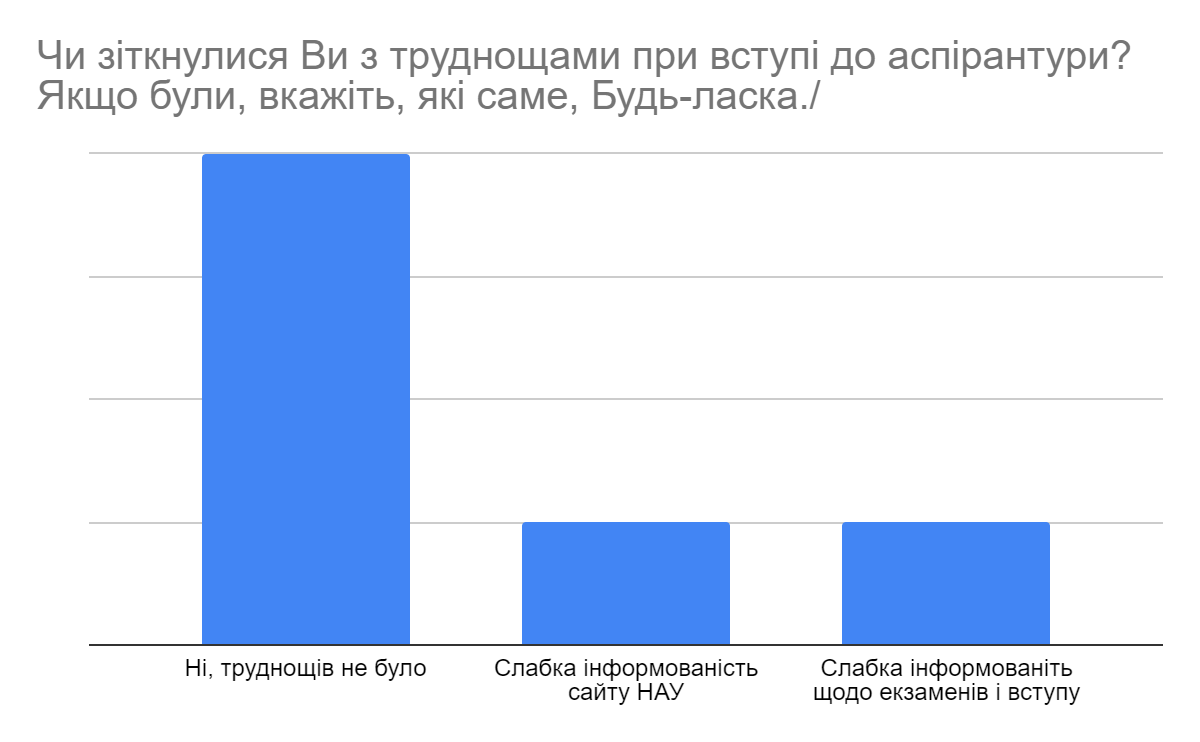 Чи зіткнулися Ви з труднощами при вступі до аспірантури?
Якщо були, вкажіть, які саме, Будь-ласка./
Ні, труднощів не було
Слабка інформованість
сайту НАУ
Слабка інформованіть
щодо екзаменів і вступу